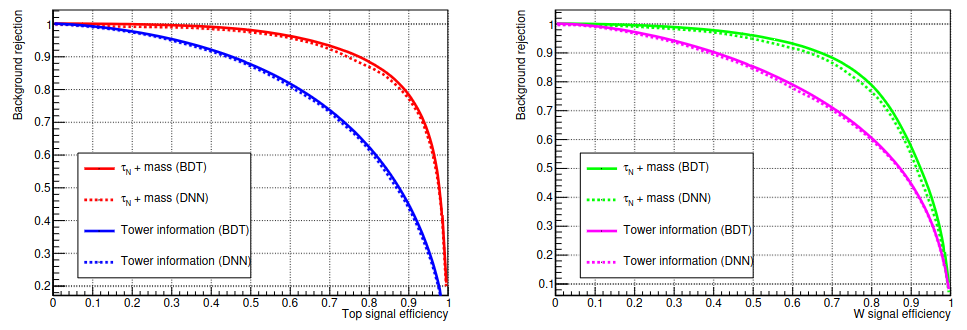 Background rejection
1
0.9
0.8
0.7
0.6
0.5
0.4
0.3
0.2
τN + mass (BDT)
τN + mass (DNN)
Tower information (BDT)
Tower information (DNN)
0 0.1 0.2 0.3 0.4 0.5 0.6 0.7 0.8 0.9 1
Top signal efficiency
Background rejection
1
0.9
0.8
0.7
0.6
0.5
0.4
0.3
0.2
0.1
τN + mass (BDT)
τN + mass (DNN)
Tower information (BDT)
Tower information (DNN)
0 0.1 0.2 0.3 0.4 0.5 0.6 0.7 0.8 0.9 1
W signal efficiency